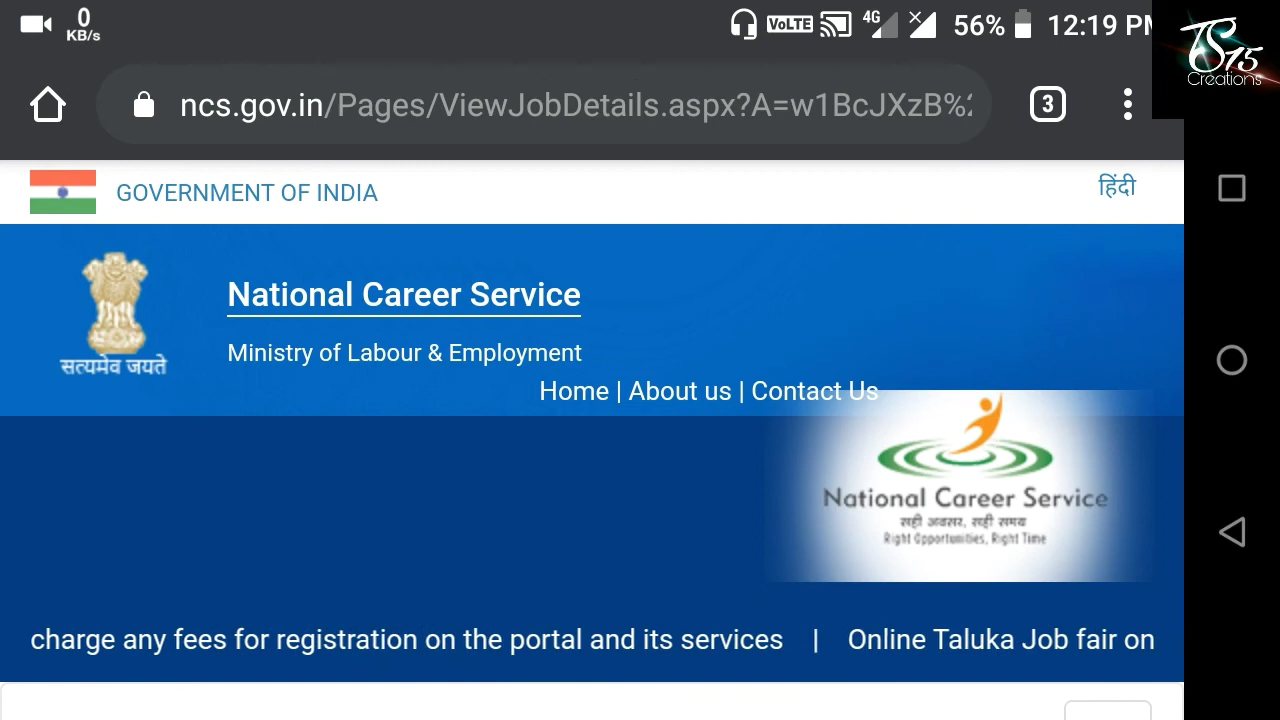 0
KB/s
VoLTE
4G
56%
12:19 P
TS15
Creations
ncs.gov.in/Pages/ViewJobDetails.aspx?A=w1BcJXzB%
3
GOVERNMENT OF INDIA
हिंदी
National Career Service
सत्यमेव जयते
Ministry of Labour & Employment
Home | About us | Contact Us
National Career Service
सही अवसर, सही समय
Right Opportunities, Right Time
charge any fees for registration on the portal and its services | Online Taluka Job fair on